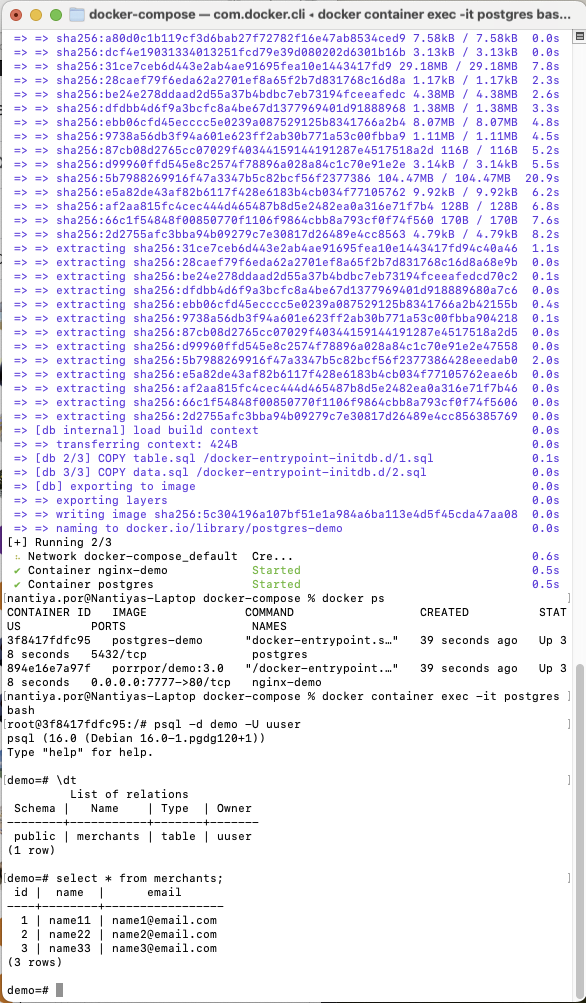 docker-compose — com.docker.cli ◂ docker container exec -it postgres bas...
=> => sha256:a80d0c1b119cf3d6bab27f72782f16e47ab8534ced9 7.58kB / 7.58kB 0.0s
=> => sha256:dcf4e19031334013251fcd79e39d080202d6301b16b 3.13kB / 3.13kB 0.0s
=> => sha256:31ce7ceb6d443e2ab4ae91695fea10e1443417fd9 29.18MB / 29.18MB 7.8s
=> => sha256:28caef79f6eda62a2701ef8a65f2b7d831768c16d8a 1.17kB / 1.17kB 2.3s
=> => sha256:be24e278ddaad2d55a37b4bdbc7eb73194fceeafedc 4.38MB / 4.38MB 2.6s
=> => sha256:dfdbb4d6f9a3bcfc8a4be67d1377969401d91888968 1.38MB / 1.38MB 3.3s
=> => sha256:ebb06cfd45ecccc5e0239a087529125b8341766a2b4 8.07MB / 8.07MB 4.8s
=> => sha256:9738a56db3f94a601e623ff2ab30b771a53c00fbba9 1.11MB / 1.11MB 4.5s
=> => sha256:87cb08d2765cc07029f40344159144191287e4517518a2d 116B / 116B 5.2s
=> => sha256:d99960ffd545e8c2574f78896a028a84c1c70e91e2e 3.14kB / 3.14kB 5.5s
=> => sha256:5b7988269916f47a3347b5c82bcf56f2377386 104.47MB / 104.47MB 20.9s
=> => sha256:e5a82de43af82b6117f428e6183b4cb034f77105762 9.92kB / 9.92kB 6.2s
=> => sha256:af2aa815fc4cec444d465487b8d5e2482ea0a316e71f7b4 128B / 128B 6.8s
=> => sha256:66c1f54848f00850770f1106f9864cbb8a793cf0f74f560 170B / 170B 7.6s
=> => sha256:2d2755afc3bba94b09279c7e30817d26489e4cc8563 4.79kB / 4.79kB 8.2s
=> => extracting sha256:31ce7ceb6d443e2ab4ae91695fea10e1443417fd94c40a46 1.1s
=> => extracting sha256:28caef79f6eda62a2701ef8a65f2b7d831768c16d8a68e9b 0.0s
=> => extracting sha256:be24e278ddaad2d55a37b4bdbc7eb73194fceeafedcd70c2 0.1s
=> => extracting sha256:dfdbb4d6f9a3bcfc8a4be67d1377969401d918889680a7c6 0.0s
=> => extracting sha256:ebb06cfd45ecccc5e0239a087529125b8341766a2b42155b 0.4s
=> => extracting sha256:9738a56db3f94a601e623ff2ab30b771a53c00fbba904218 0.1s
=> => extracting sha256:87cb08d2765cc07029f40344159144191287e4517518a2d5 0.0s
=> => extracting sha256:d99960ffd545e8c2574f78896a028a84c1c70e91e2e47558 0.0s
=> => extracting sha256:5b7988269916f47a3347b5c82bcf56f2377386428eeedab0 2.0s
=> => extracting sha256:e5a82de43af82b6117f428e6183b4cb034f77105762eae6b 0.0s
=> => extracting sha256:af2aa815fc4cec444d465487b8d5e2482ea0a316e71f7b46 0.0s
=> => extracting sha256:66c1f54848f00850770f1106f9864cbb8a793cf0f74f5606 0.0s
=> => extracting sha256:2d2755afc3bba94b09279c7e30817d26489e4cc856385769 0.0s
=> [db internal] load build context 0.0s
=> => transferring context: 424B 0.0s
=> [db 2/3] COPY table.sql /docker-entrypoint-initdb.d/1.sql 0.1s
=> [db 3/3] COPY data.sql /docker-entrypoint-initdb.d/2.sql 0.0s
=> [db] exporting to image 0.0s
=> => exporting layers 0.0s
=> => writing image sha256:5c304196a107bf51e1a984a6ba113e4d5f45cda47aa08 0.0s
=> => naming to docker.io/library/postgres-demo 0.0s
[+] Running 2/3
⠦ Network docker-compose_default Cre... 0.6s
✔ Container nginx-demo Started 0.5s
✔ Container postgres Started 0.5s
[nantiya.por@Nantiyas-Laptop docker-compose % docker ps ]
CONTAINER ID IMAGE COMMAND CREATED STAT
US PORTS NAMES
3f8417fdfc95 postgres-demo "docker-entrypoint.s…" 39 seconds ago Up 3
8 seconds 5432/tcp postgres
894e16e7a97f porrpor/demo:3.0 "/docker-entrypoint.…" 39 seconds ago Up 3
8 seconds 0.0.0.0:7777->80/tcp nginx-demo
[nantiya.por@Nantiyas-Laptop docker-compose % docker container exec -it postgres ]
bash
[root@3f8417fdfc95:/# psql -d demo -U uuser ]
psql (16.0 (Debian 16.0-1.pgdg120+1))
Type "help" for help.
[demo=# \dt ]
List of relations
Schema | Name | Type | Owner
--------+-----------+-------+-------
public | merchants | table | uuser
(1 row)
[demo=# select * from merchants; ]
id | name | email
----+--------+-----------------
1 | name11 | name1@email.com
2 | name22 | name2@email.com
3 | name33 | name3@email.com
(3 rows)
demo=#